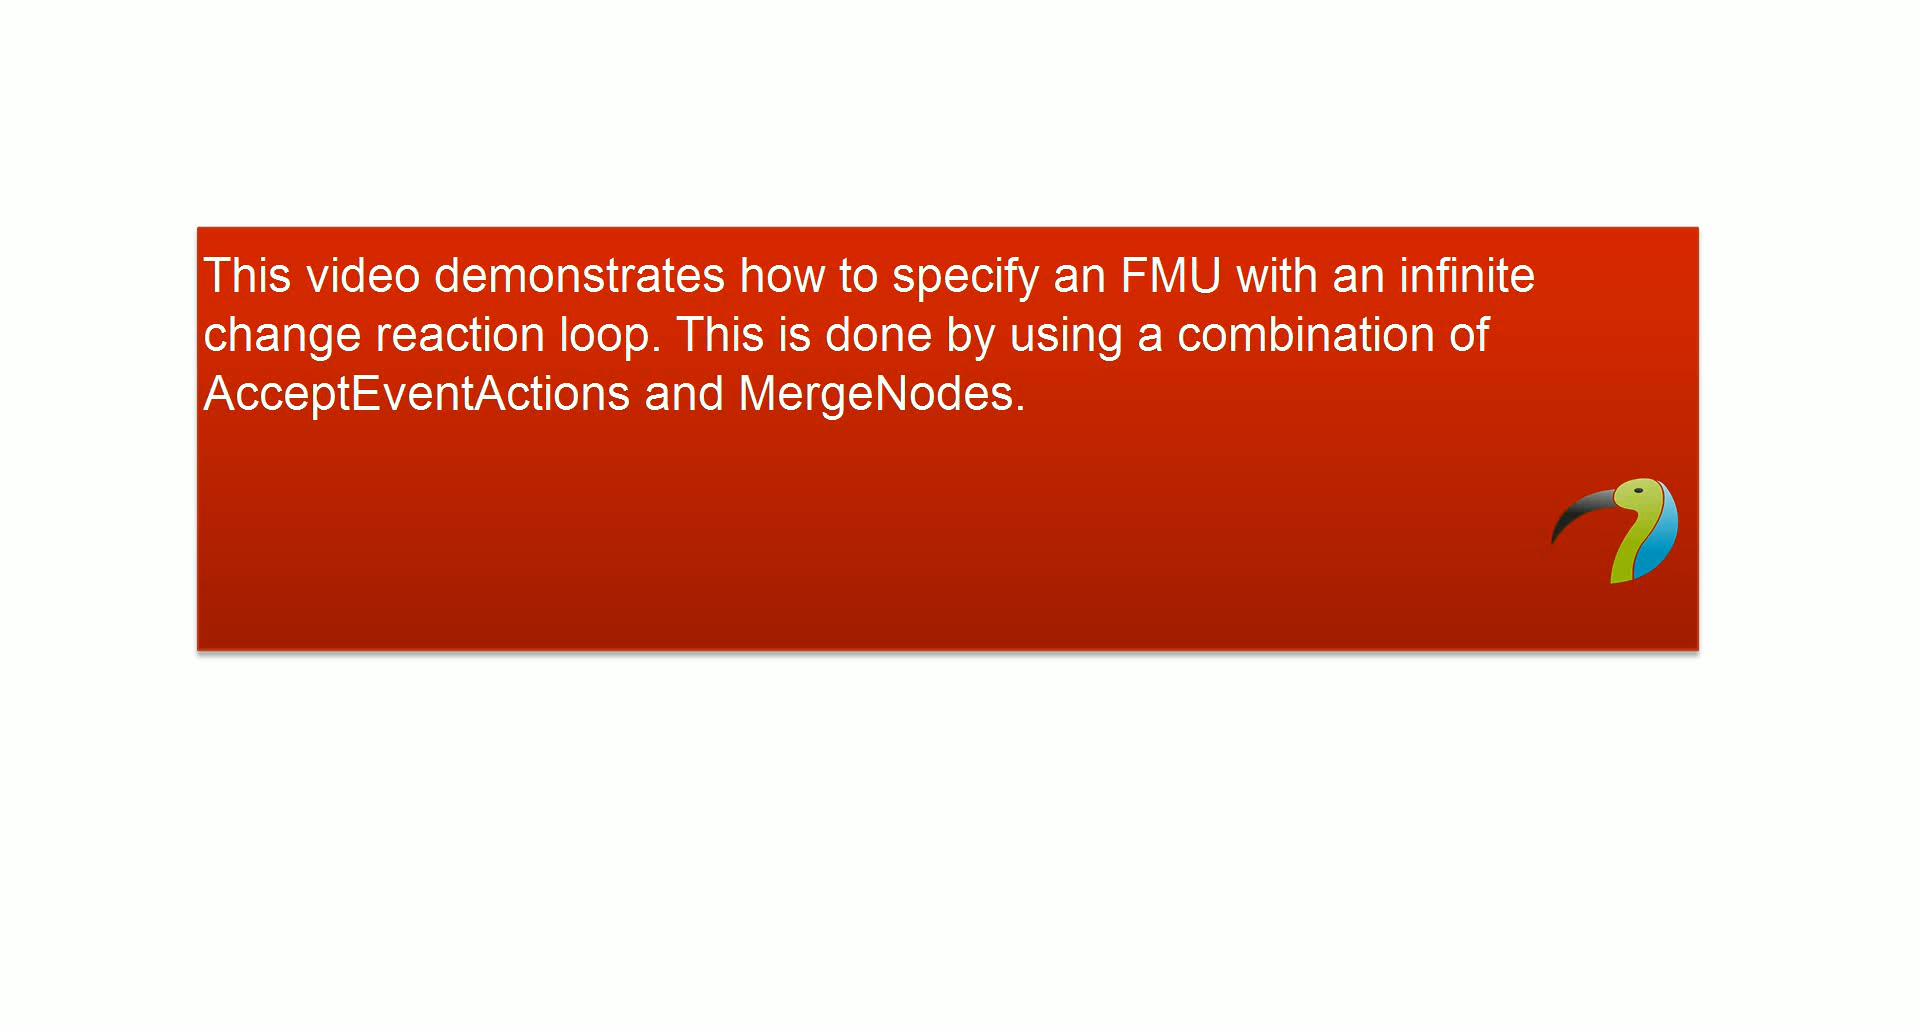 This video demonstrates how to specify an FMU with an infinite
change reaction loop. This is done by using a combination of
AcceptEventActions and MergeNodes.